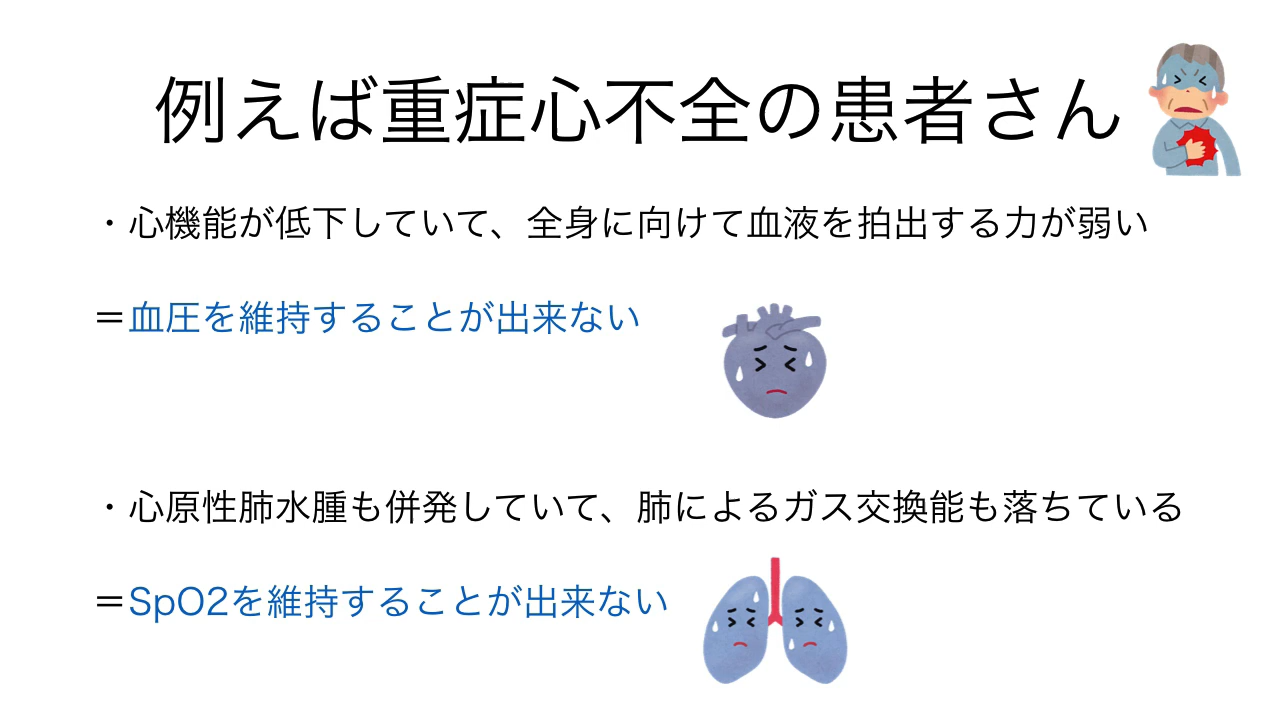 例えば重症心不全の患者さん
・心機能が低下していて、全身に向けて血液を拍出する力が弱い
＝血圧を維持することが出来ない
・心原性肺水腫も併発していて、肺によるガス交換能も落ちている
＝SpO2を維持することが出来ない